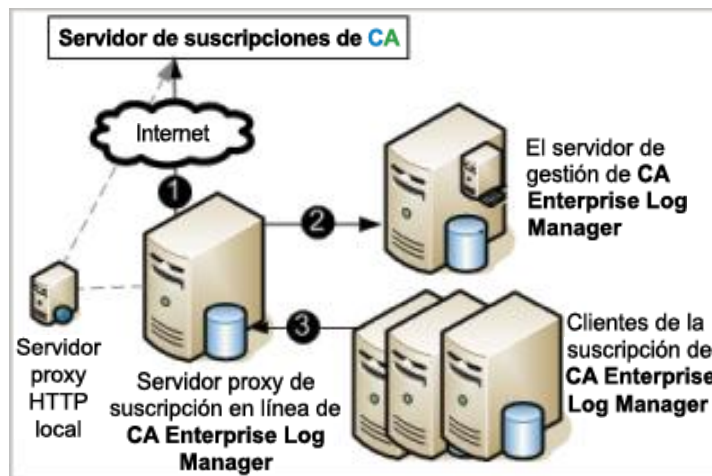 Servidor de suscripciones de CA
Internet
1
2
El servidor de
gestión de CA
Enterprise Log
Manager
3
Servidor
proxy
HTTP
local
Servidor proxy de
suscripción en línea de
CA Enterprise Log
Manager
Clientes de la
suscripción de
CA Enterprise
Log Manager